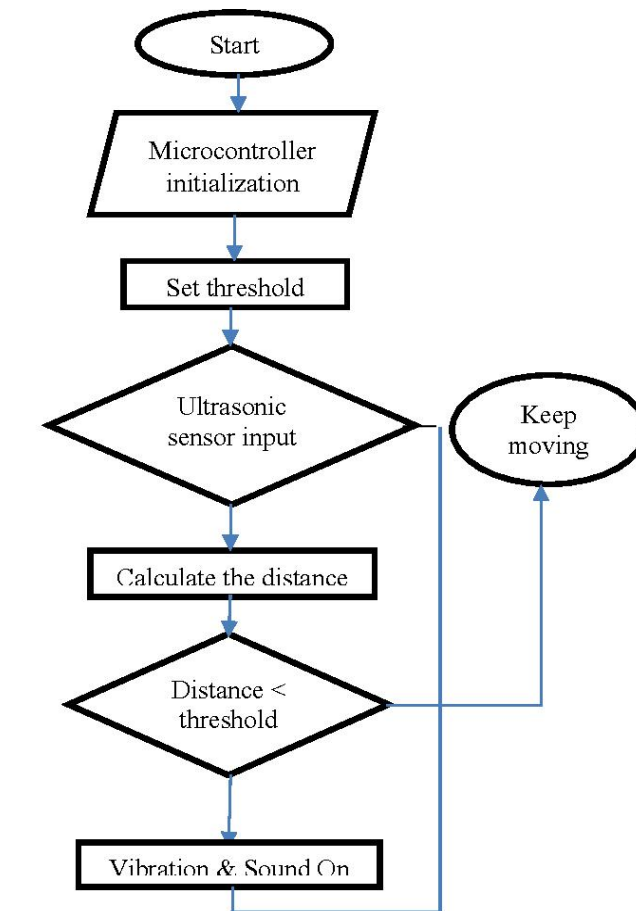 Start
Microcontroller
initialization
Set threshold
Ultrasonic
sensor input
Keep
moving
Calculate the distance
Distance <
threshold
Vibration & Sound On